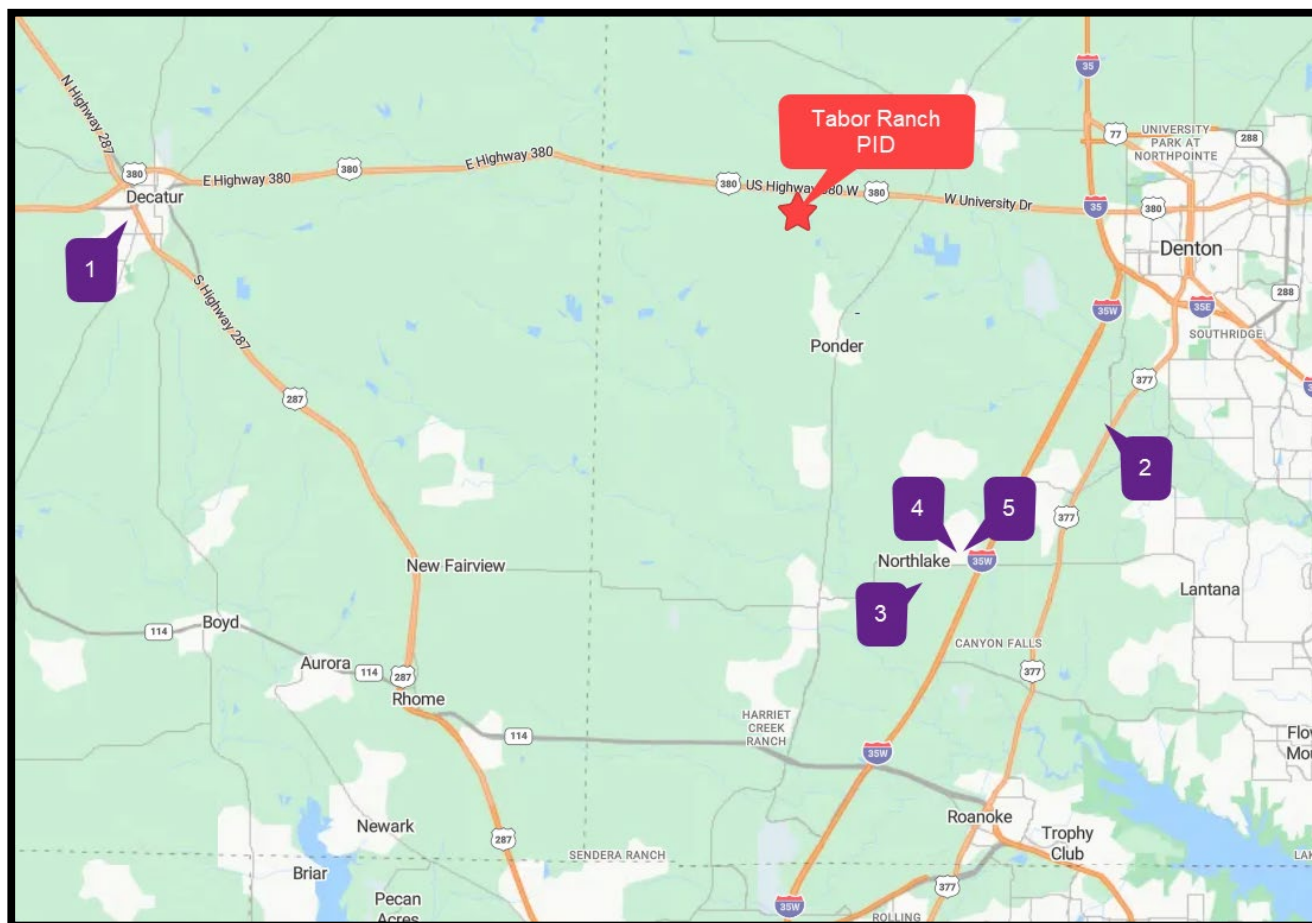 35
N Highway 287
77
UNIVERSITY
PARK AT
NORTHPOINTE
288
Tabor Ranch
PID
380
E Highway 380
380
E Highway 380
Decatur
380
US Highway 380 W
380
W University Dr
35
380
Denton
1
S Highway 287
288
35W
35E
SOUTHRIDGE
Ponder
377
287
2
4
5
377
New Fairview
Northlake
35W
Lantana
3
114
Boyd
CANYON FALLS
Aurora
114
287
377
Rhome
HARRIET
CREEK
RANCH
114
35W
Roanoke
Newark
Trophy
Club
287
SENDERA RANCH
Briar
Pecan
Acres
35W
377
ROLLING